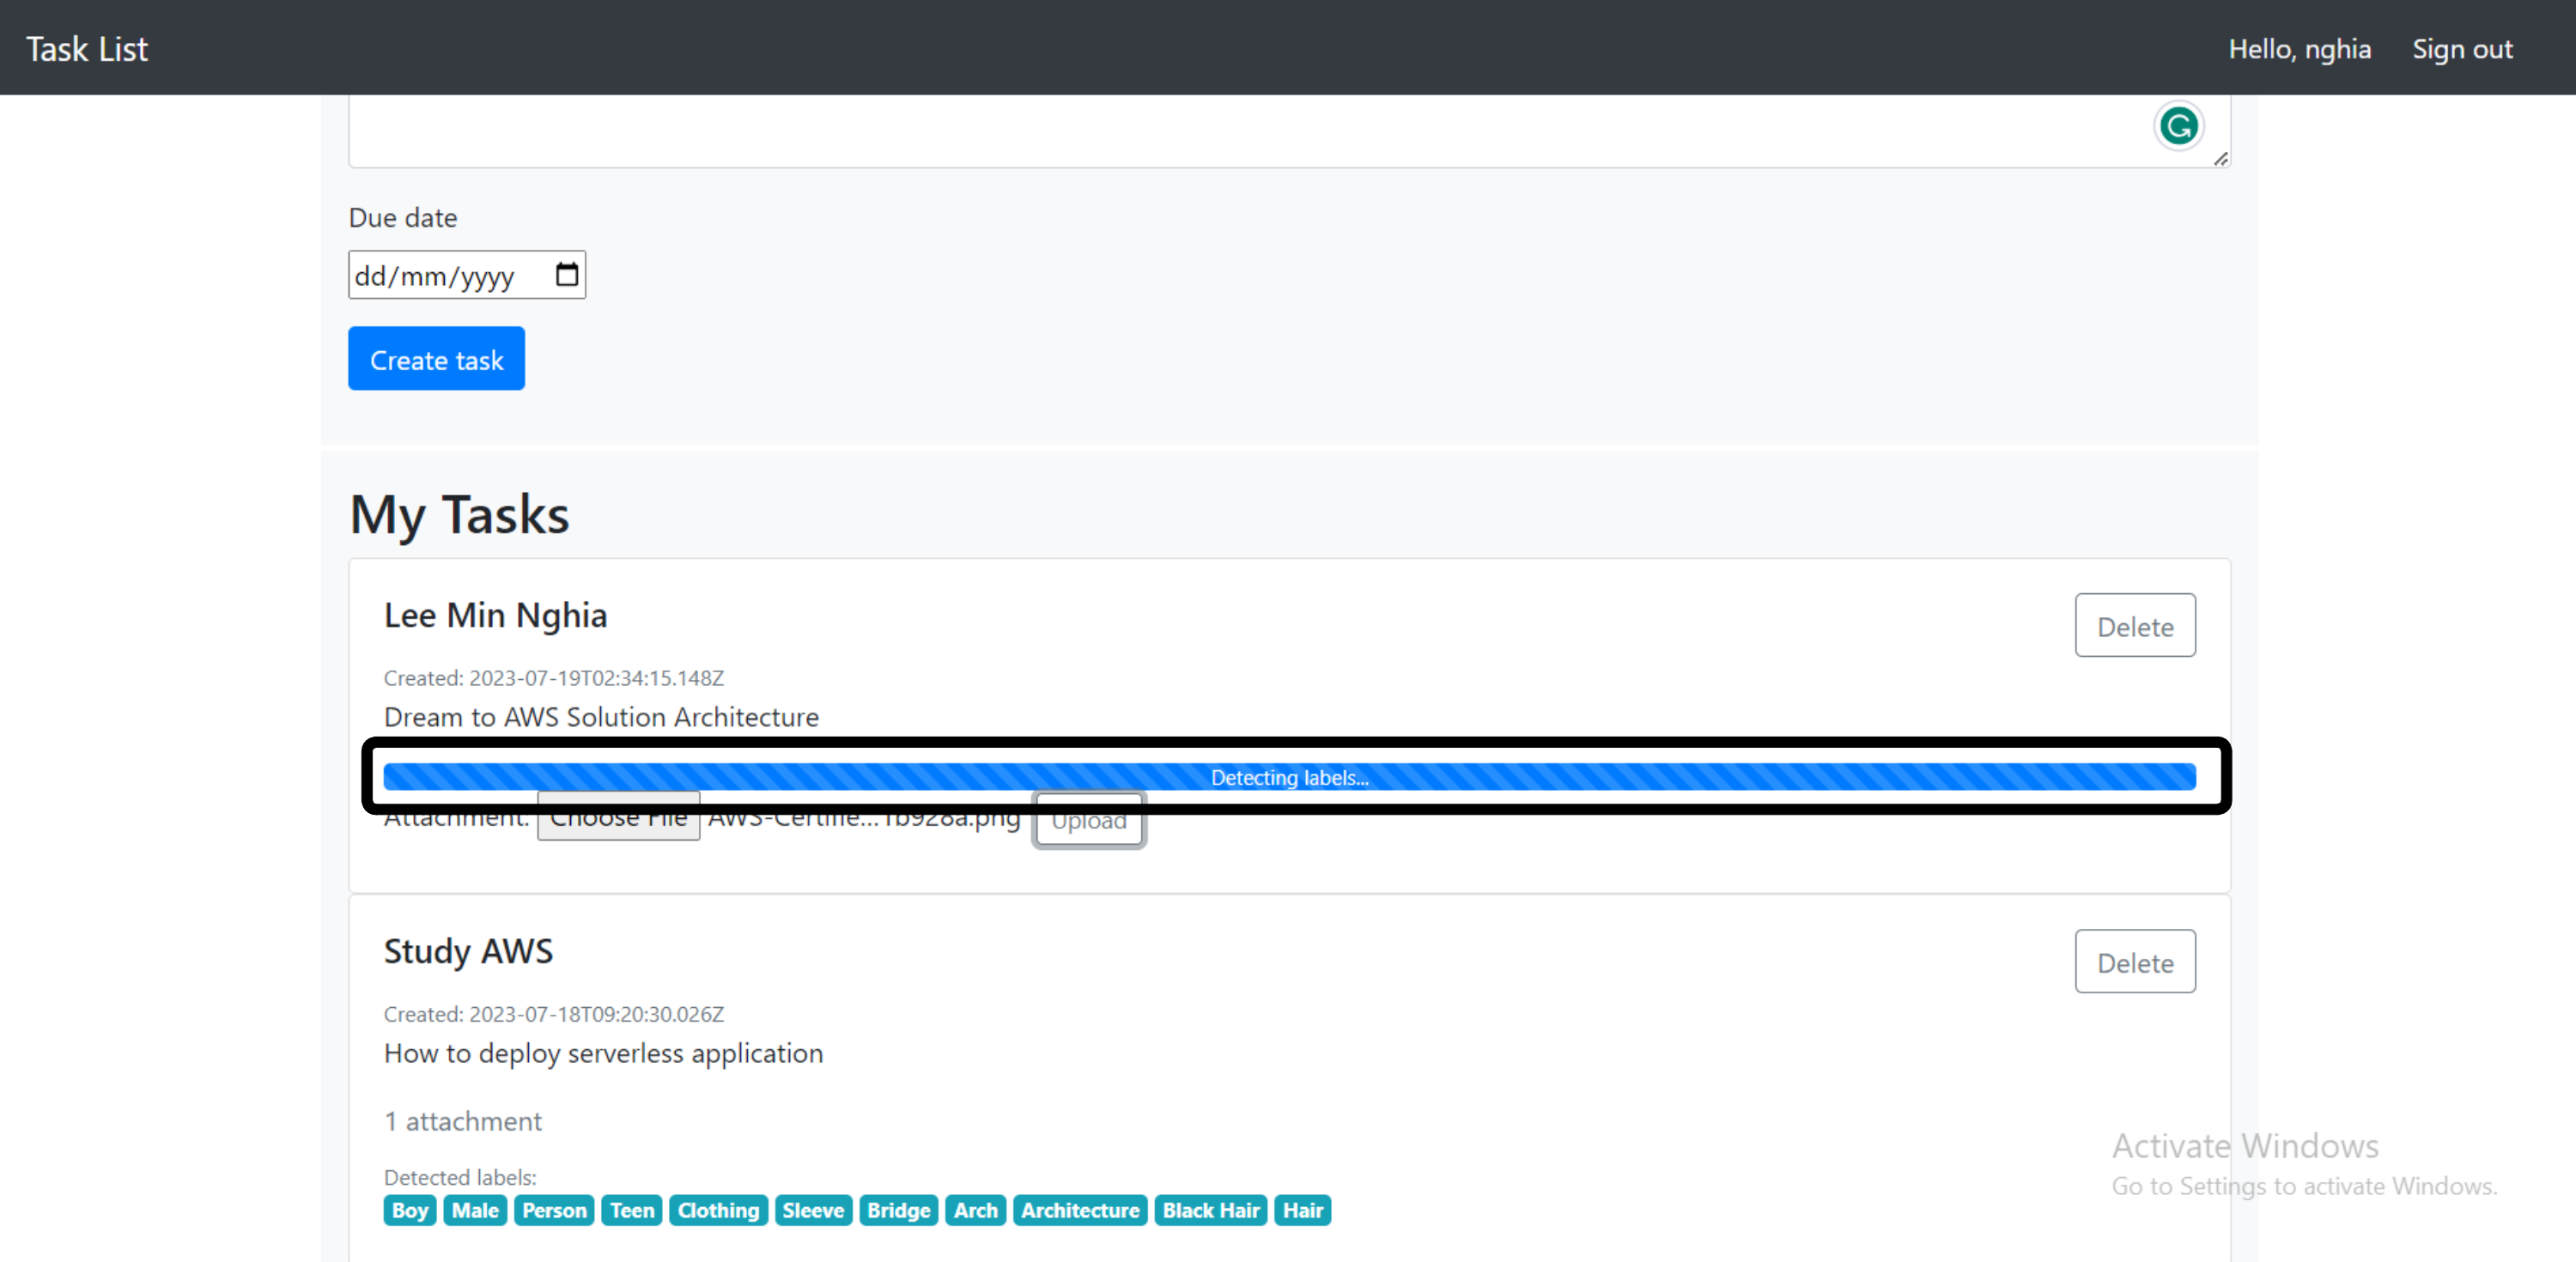 Task List Hello, nghia Sign out
Due date
dd/mm/yyyy
Create task
My Tasks
Lee Min Nghia Delete
Created: 2023-07-19T02:34:15.148Z
Dream to AWS Solution Architecture
Detecting labels...
Attachment: Choose File AWS-Certifie...1b928a.png Upload
Study AWS Delete
Created: 2023-07-18T09:20:30.026Z
How to deploy serverless application
1 attachment
Detected labels:
Boy Male Person Teen Clothing Sleeve Bridge Arch Architecture Black Hair Hair
Activate Windows
Go to Settings to activate Windows.